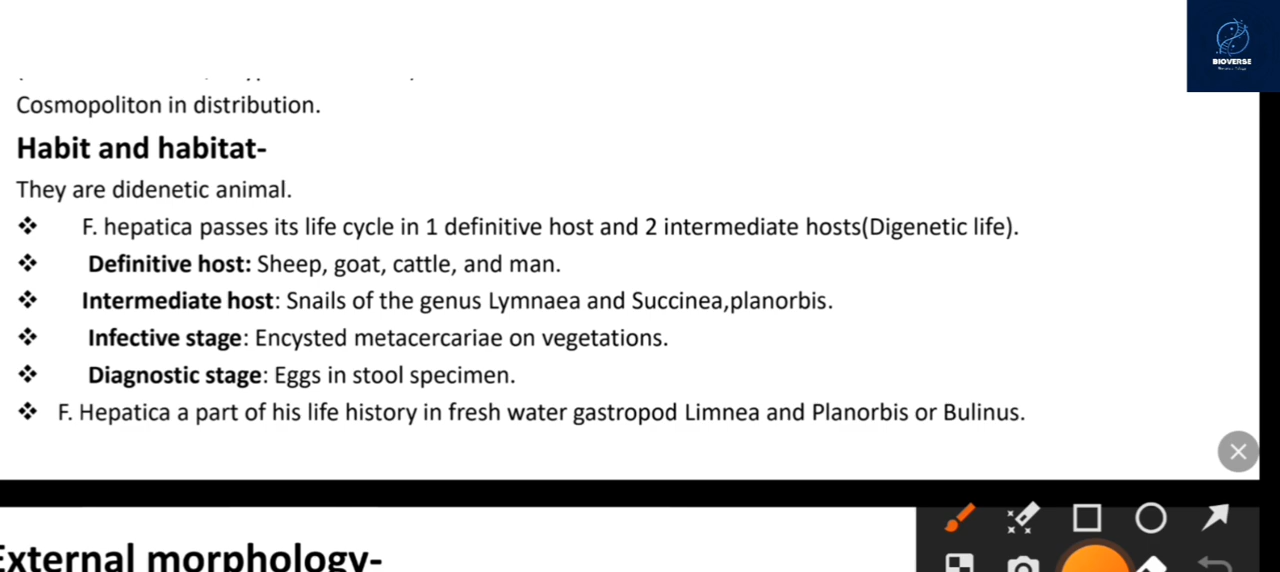 BIOVERSE
Cosmopoliton in distribution.
Habit and habitat-
They are didenetic animal.
❖ F. hepatica passes its life cycle in 1 definitive host and 2 intermediate hosts(Digenetic life).
❖ Definitive host: Sheep, goat, cattle, and man.
❖ Intermediate host: Snails of the genus Lymnaea and Succinea,planorbis.
❖ Infective stage: Encysted metacercariae on vegetations.
❖ Diagnostic stage: Eggs in stool specimen.
❖ F. Hepatica a part of his life history in fresh water gastropod Limnea and Planorbis or Bulinus.
External morphology-